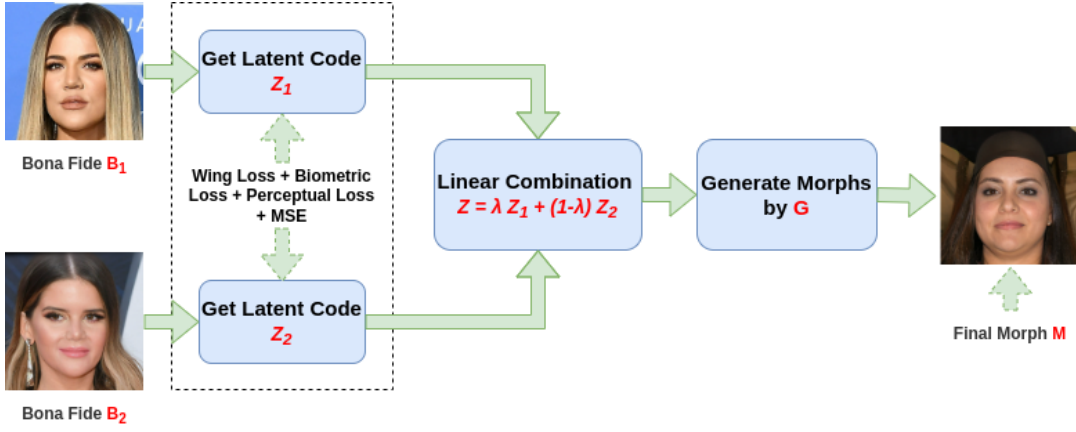 Bona Fide B1
Get Latent Code
Z1
Wing Loss + Biometric
Loss + Perceptual Loss
+ MSE
Get Latent Code
Z2
Bona Fide B2
Linear Combination
Z = λ Z1 + (1-λ) Z2
Generate Morphs
by G
Final Morph M